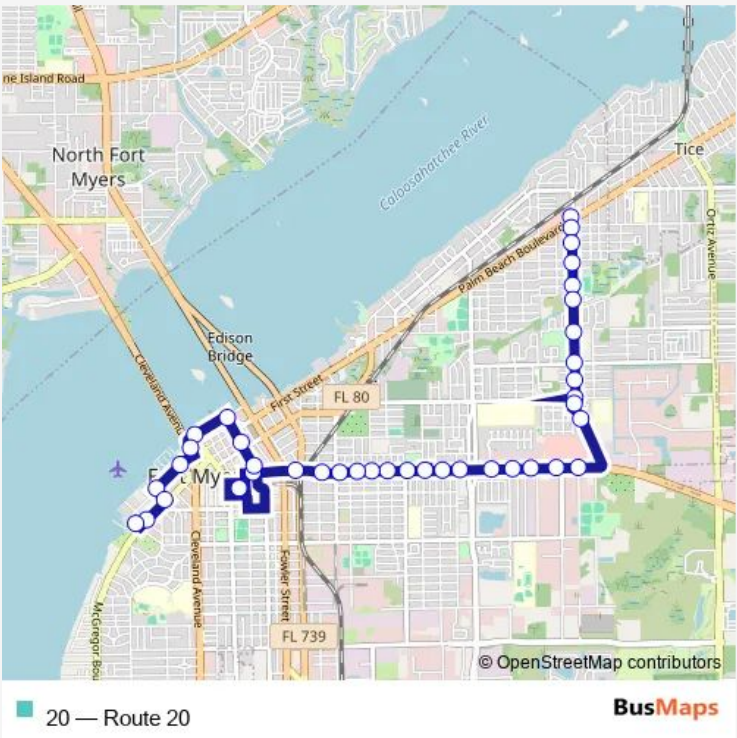 ne Island Road
North Fort
Myers
Caloosahatchee River
Tice
Ortiz Avenue
Palm Beach Boulevard
Edison
Bridge
Cleveland Avenue
First Street
FL 80
F t My
Cleveland Avenue
Fowler Street
McGregor Bou
FL 739
© OpenStreetMap contributors
20 — Route 20
BusMaps